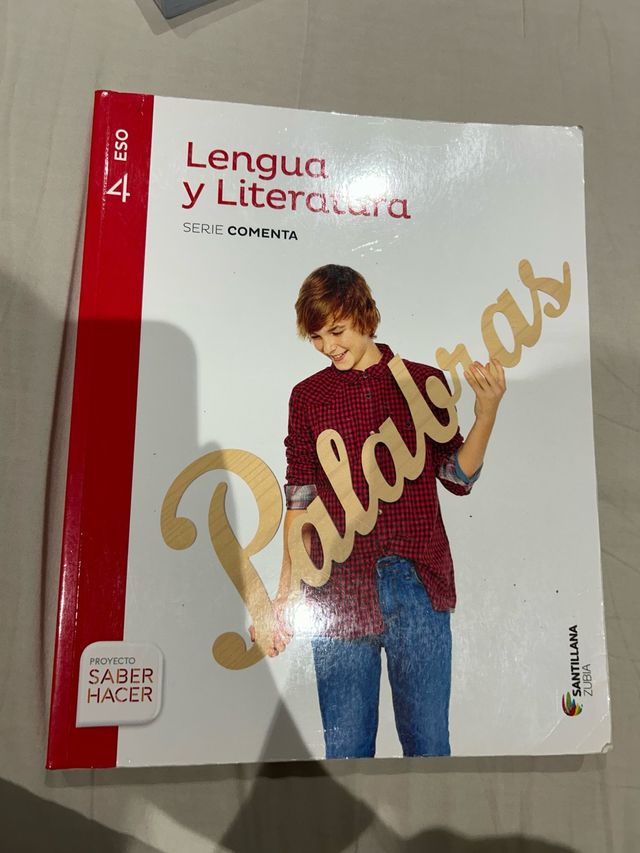 4 ESO
Lengua
y Literatura
SERIE COMENTA
Palabras
PROYECTO
SABER
HACER
SANTILLANA
ZUBIA